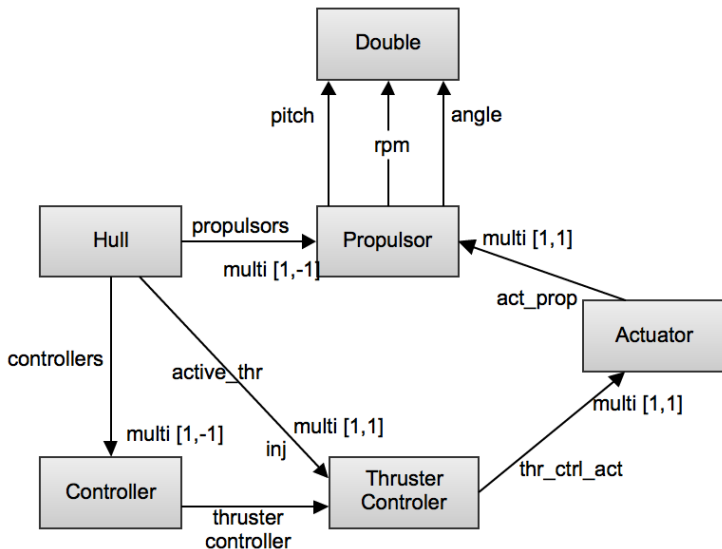 Double
pitch
rpm
angle
Hull
propulsors
Propulsor
multi [1,-1]
multi [1,1]
act_prop
Actuator
controllers
active_thr
multi [1,1]
multi [1,-1]
multi [1,1]
inj
Controller
thruster
controller
Thruster
Controler
thr_ctrl_act